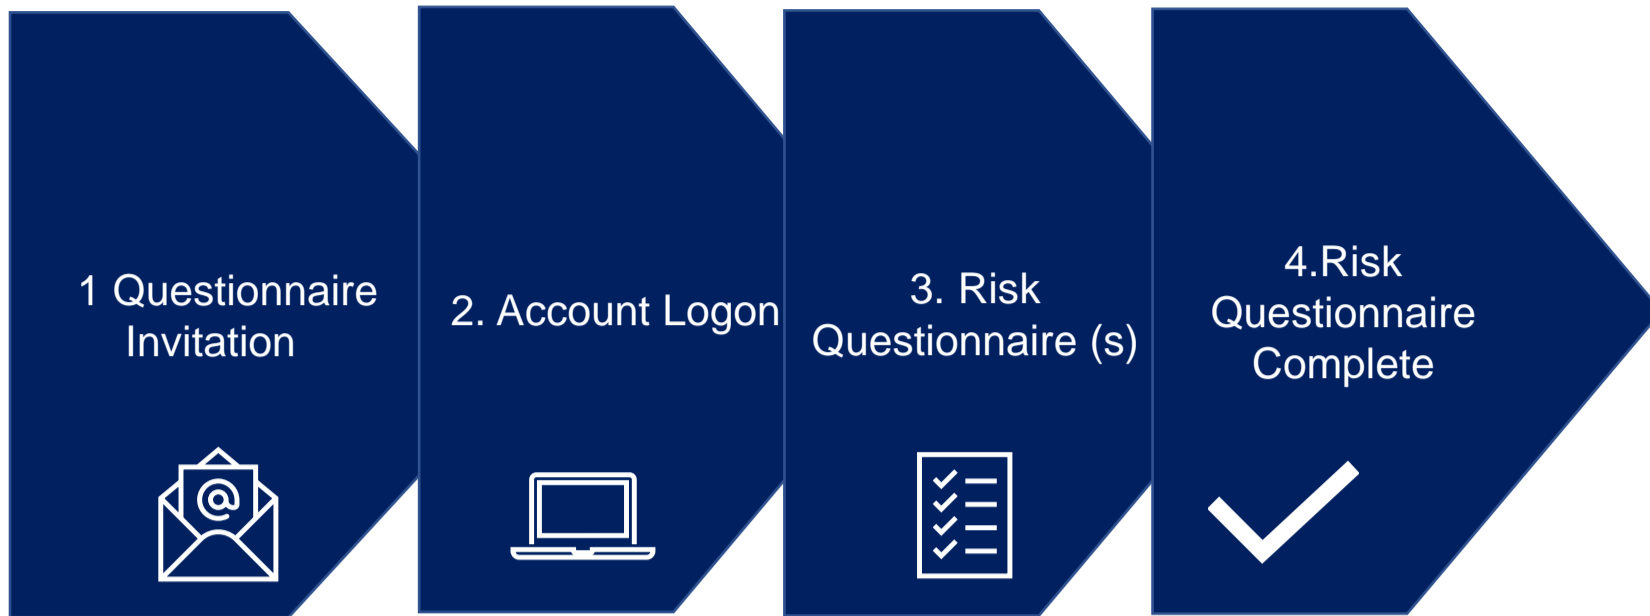 1 Questionnaire
Invitation
2. Account Logon
3. Risk
Questionnaire (s)
4.Risk
Questionnaire
Complete
@